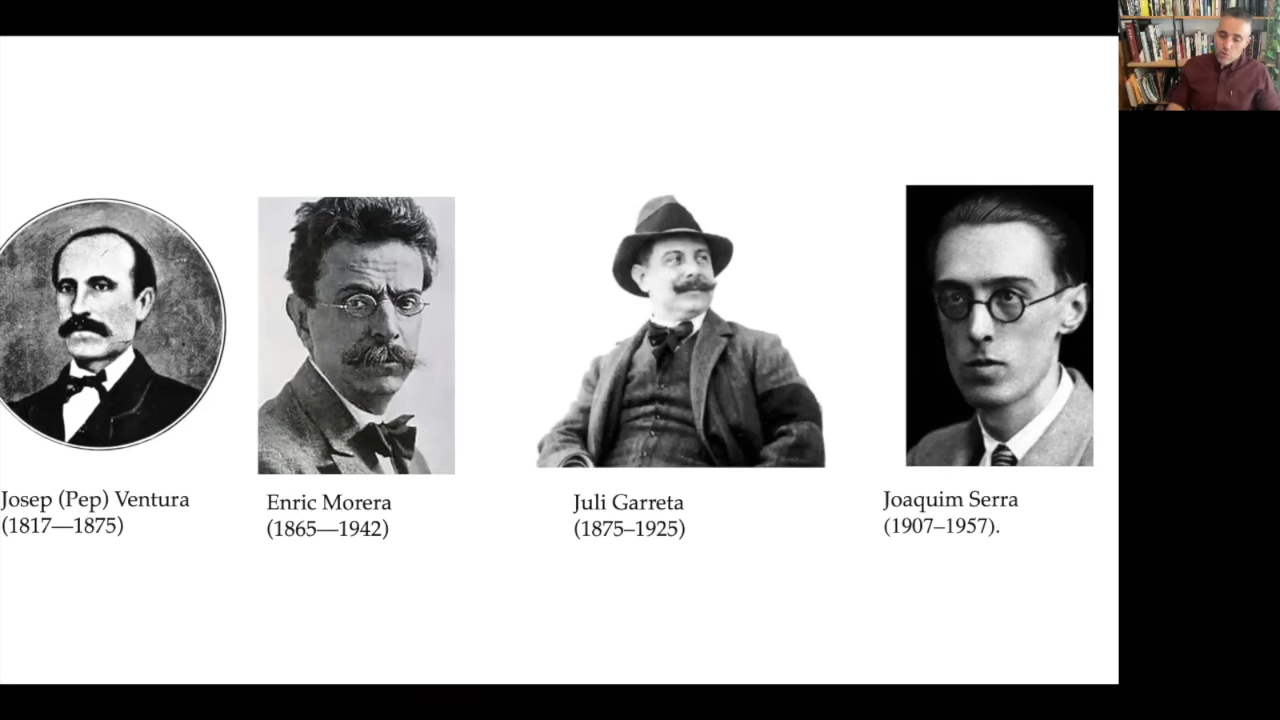 Josep (Pep) Ventura
(1817—1875)
Enric Morera
(1865—1942)
Juli Garreta
(1875–1925)
Joaquim Serra
(1907–1957).